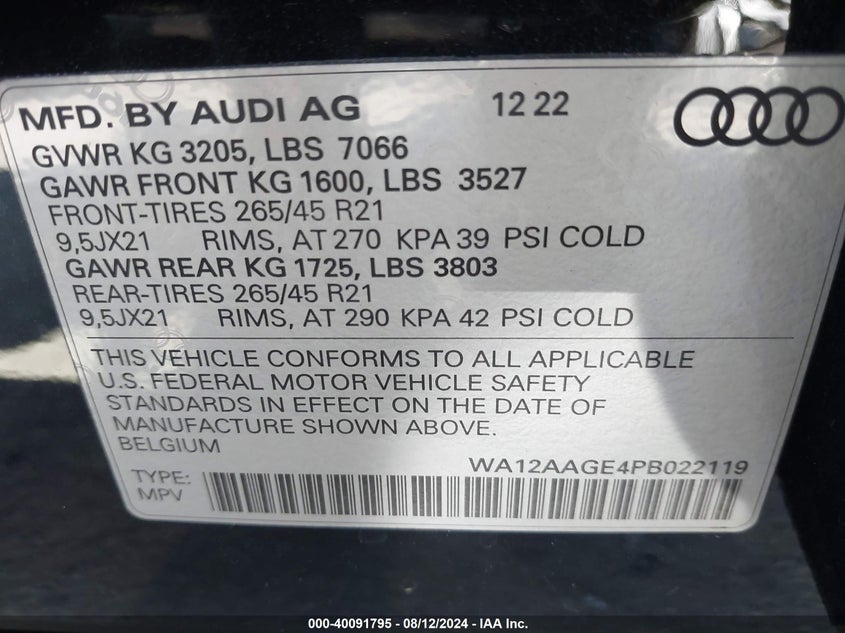 MFD. BY AUDI AG 12 22
GVWR KG 3205, LBS 7066
GAWR FRONT KG 1600, LBS 3527
FRONT-TIRES 265/45 R21
9,5JX21 RIMS, AT 270 KPA 39 PSI COLD
GAWR REAR KG 1725, LBS 3803
REAR-TIRES 265/45 R21
9,5JX21 RIMS, AT 290 KPA 42 PSI COLD
THIS VEHICLE CONFORMS TO ALL APPLICABLE
U.S. FEDERAL MOTOR VEHICLE SAFETY
STANDARDS IN EFFECT ON THE DATE OF
MANUFACTURE SHOWN ABOVE.
BELGIUM
WA12AAGE4PB022119
TYPE:
MPV
000-40091795 - 08/12/2024 - IAA Inc.